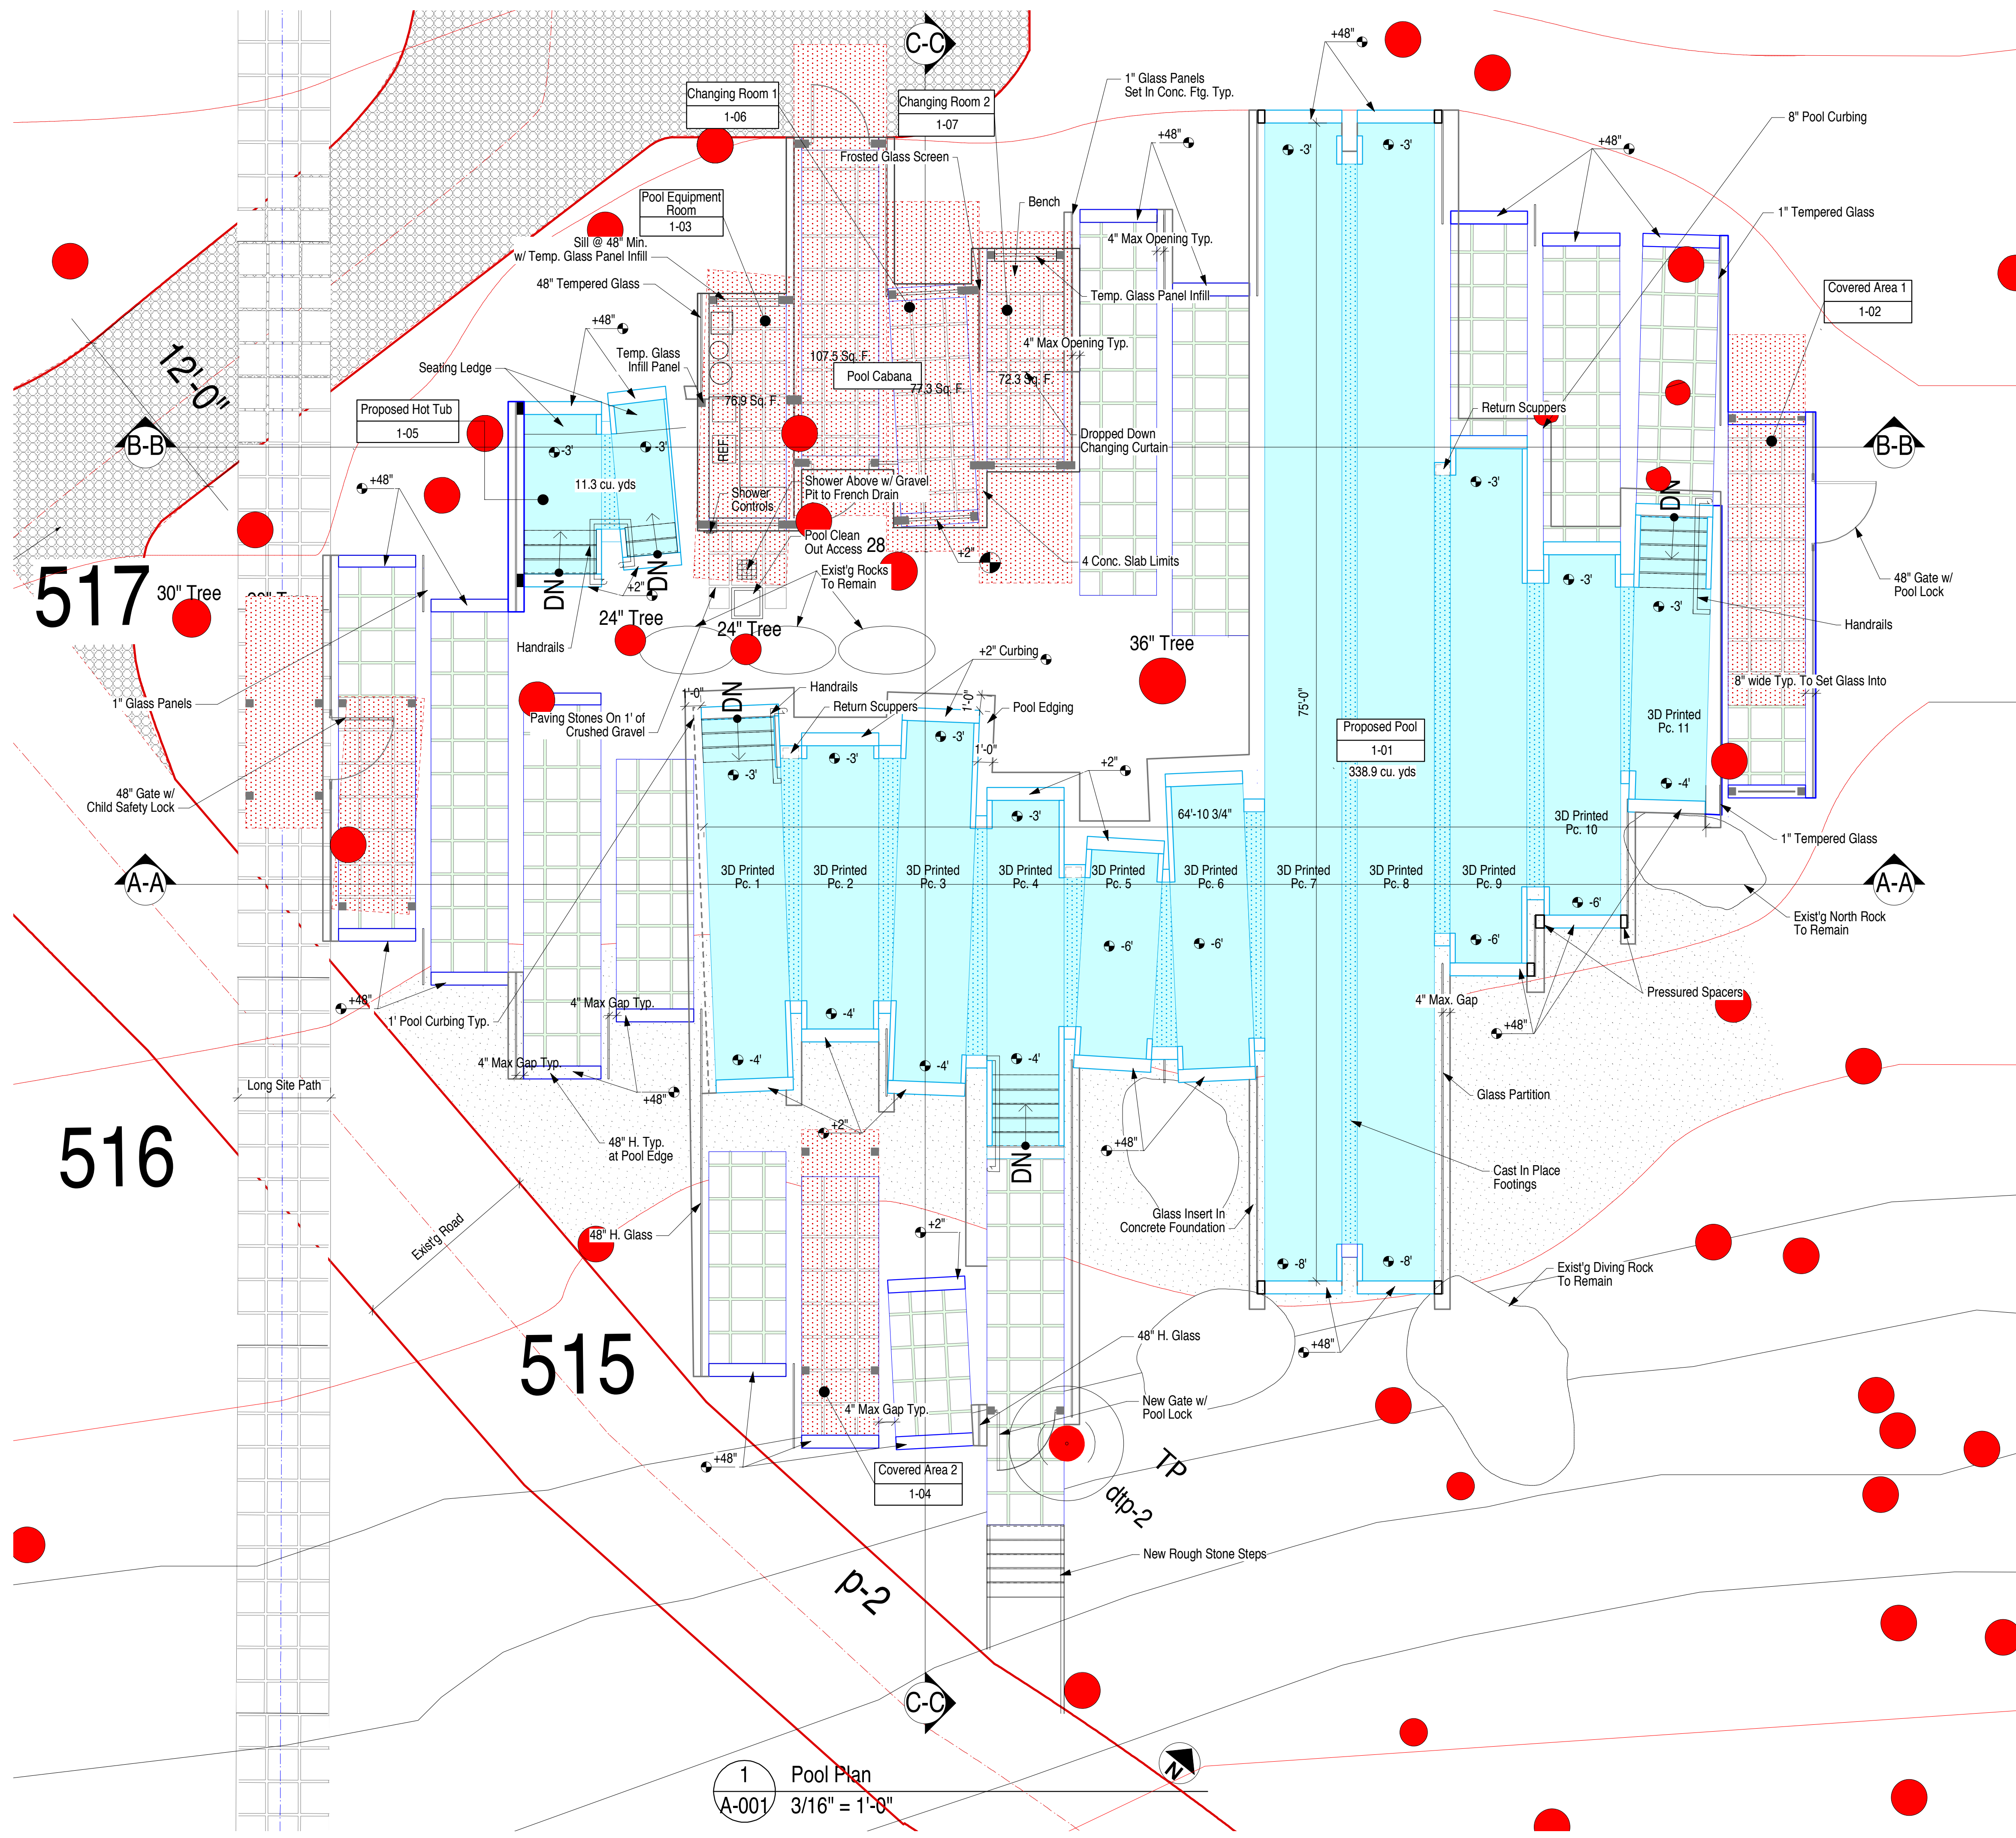 C-C
+48"
1" Glass Panels
Set In Conc. Ftg. Typ.
Changing Room 1
1-06
Changing Room 2
1-07
8" Pool Curbing
+48"
+48"
-3'
-3'
Frosted Glass Screen
Pool Equipment
Room
1-03
Bench
1" Tempered Glass
Sill @ 48" Min.
w/ Temp. Glass Panel Infill
4" Max Opening Typ.
48" Tempered Glass
Temp. Glass Panel Infill
Covered Area 1
1-02
+48"
12'-0"
Temp. Glass
Infill Panel
4" Max Opening Typ.
107.5 Sq. F.
Seating Ledge
Pool Cabana
77.3 Sq. F.
72.3 Sq. F.
76.9 Sq. F.
Proposed Hot Tub
1-05
Return Scuppers
B-B
B-B
REF.
-3'
-3'
Dropped Down
Changing Curtain
+48"
11.3 cu. yds
Shower Above w/ Gravel
Pit to French Drain
Shower
Controls
-3'
DN
Pool Clean
Out Access
28
+2"
4 Conc. Slab Limits
Exist'g Rocks
To Remain
-3'
48" Gate w/
Pool Lock
517
30" Tree
DN
DN
+2"
-3'
24" Tree
24" Tree
Handrails
Handrails
36" Tree
+2" Curbing
8" wide Typ. To Set Glass Into
1" Glass Panels
1'-0"
DN
Handrails
1'-0"
Return Scuppers
Pool Edging
Paving Stones On 1' of
Crushed Gravel
75'-0"
3D Printed
Pc. 11
Proposed Pool
1-01
338.9 cu. yds
-3'
-3'
-3'
1'-0"
+2"
-4'
48" Gate w/
Child Safety Lock
-3'
64'-10 3/4"
3D Printed
Pc. 10
1" Tempered Glass
A-A
A-A
3D Printed
Pc. 1
3D Printed
Pc. 2
3D Printed
Pc. 3
3D Printed
Pc. 4
3D Printed
Pc. 5
3D Printed
Pc. 6
3D Printed
Pc. 7
3D Printed
Pc. 8
3D Printed
Pc. 9
-6'
Exist'g North Rock
To Remain
-6'
-6'
-6'
+48"
4" Max Gap Typ.
4" Max. Gap
Pressured Spacers
1' Pool Curbing Typ.
-4'
+48"
4" Max Gap Typ.
-4'
-4'
-4'
Long Site Path
+48"
Glass Partition
516
+2"
48" H. Typ.
at Pool Edge
+48"
DN
Cast In Place
Footings
Exist'g Road
48" H. Glass
+2"
Glass Insert In
Concrete Foundation
-8'
-8'
Exist'g Diving Rock
To Remain
515
48" H. Glass
+48"
4" Max Gap Typ.
New Gate w/
Pool Lock
+48"
Covered Area 2
1-04
TP
dtp-2
New Rough Stone Steps
p-2
C-C
N
1
A-001
Pool Plan
3/16" = 1'-0"